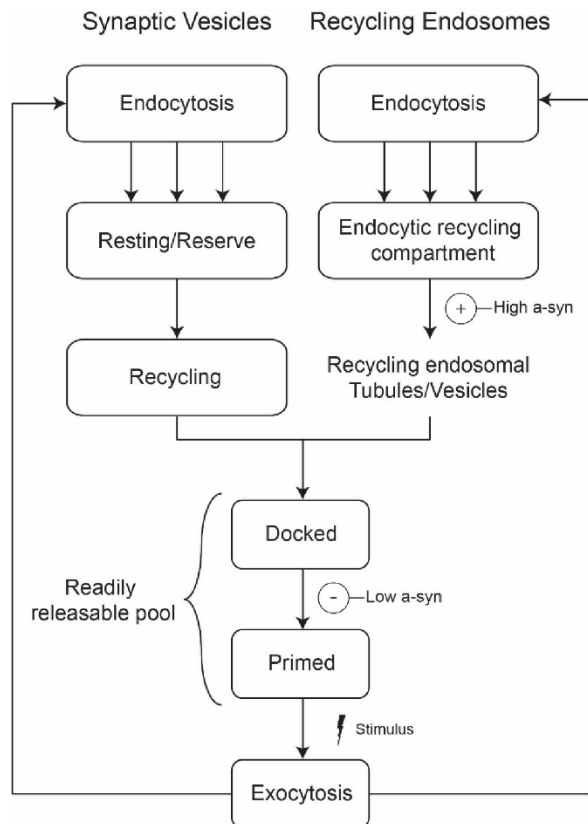 Synaptic Vesicles
Recycling Endosomes
Endocytosis
Endocytosis
Resting/Reserve
Endocytic recycling
compartment
+
High a-syn
Recycling
Recycling endosomal
Tubules/Vesicles
Docked
Readily
releasable pool
-
Low a-syn
Primed
Stimulus
Exocytosis